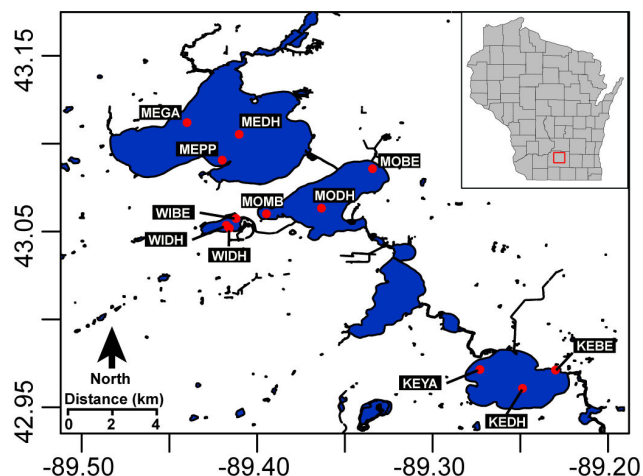 43.15
43.05
42.95
MEGA
MEDH
MEPP
MOBE
MOMB
MODH
WIBE
WIDH
WIDH
KEYA
KEBE
KEDH
North
Distance (km)
0 2 4
-89.50 -89.40 -89.30 -89.20